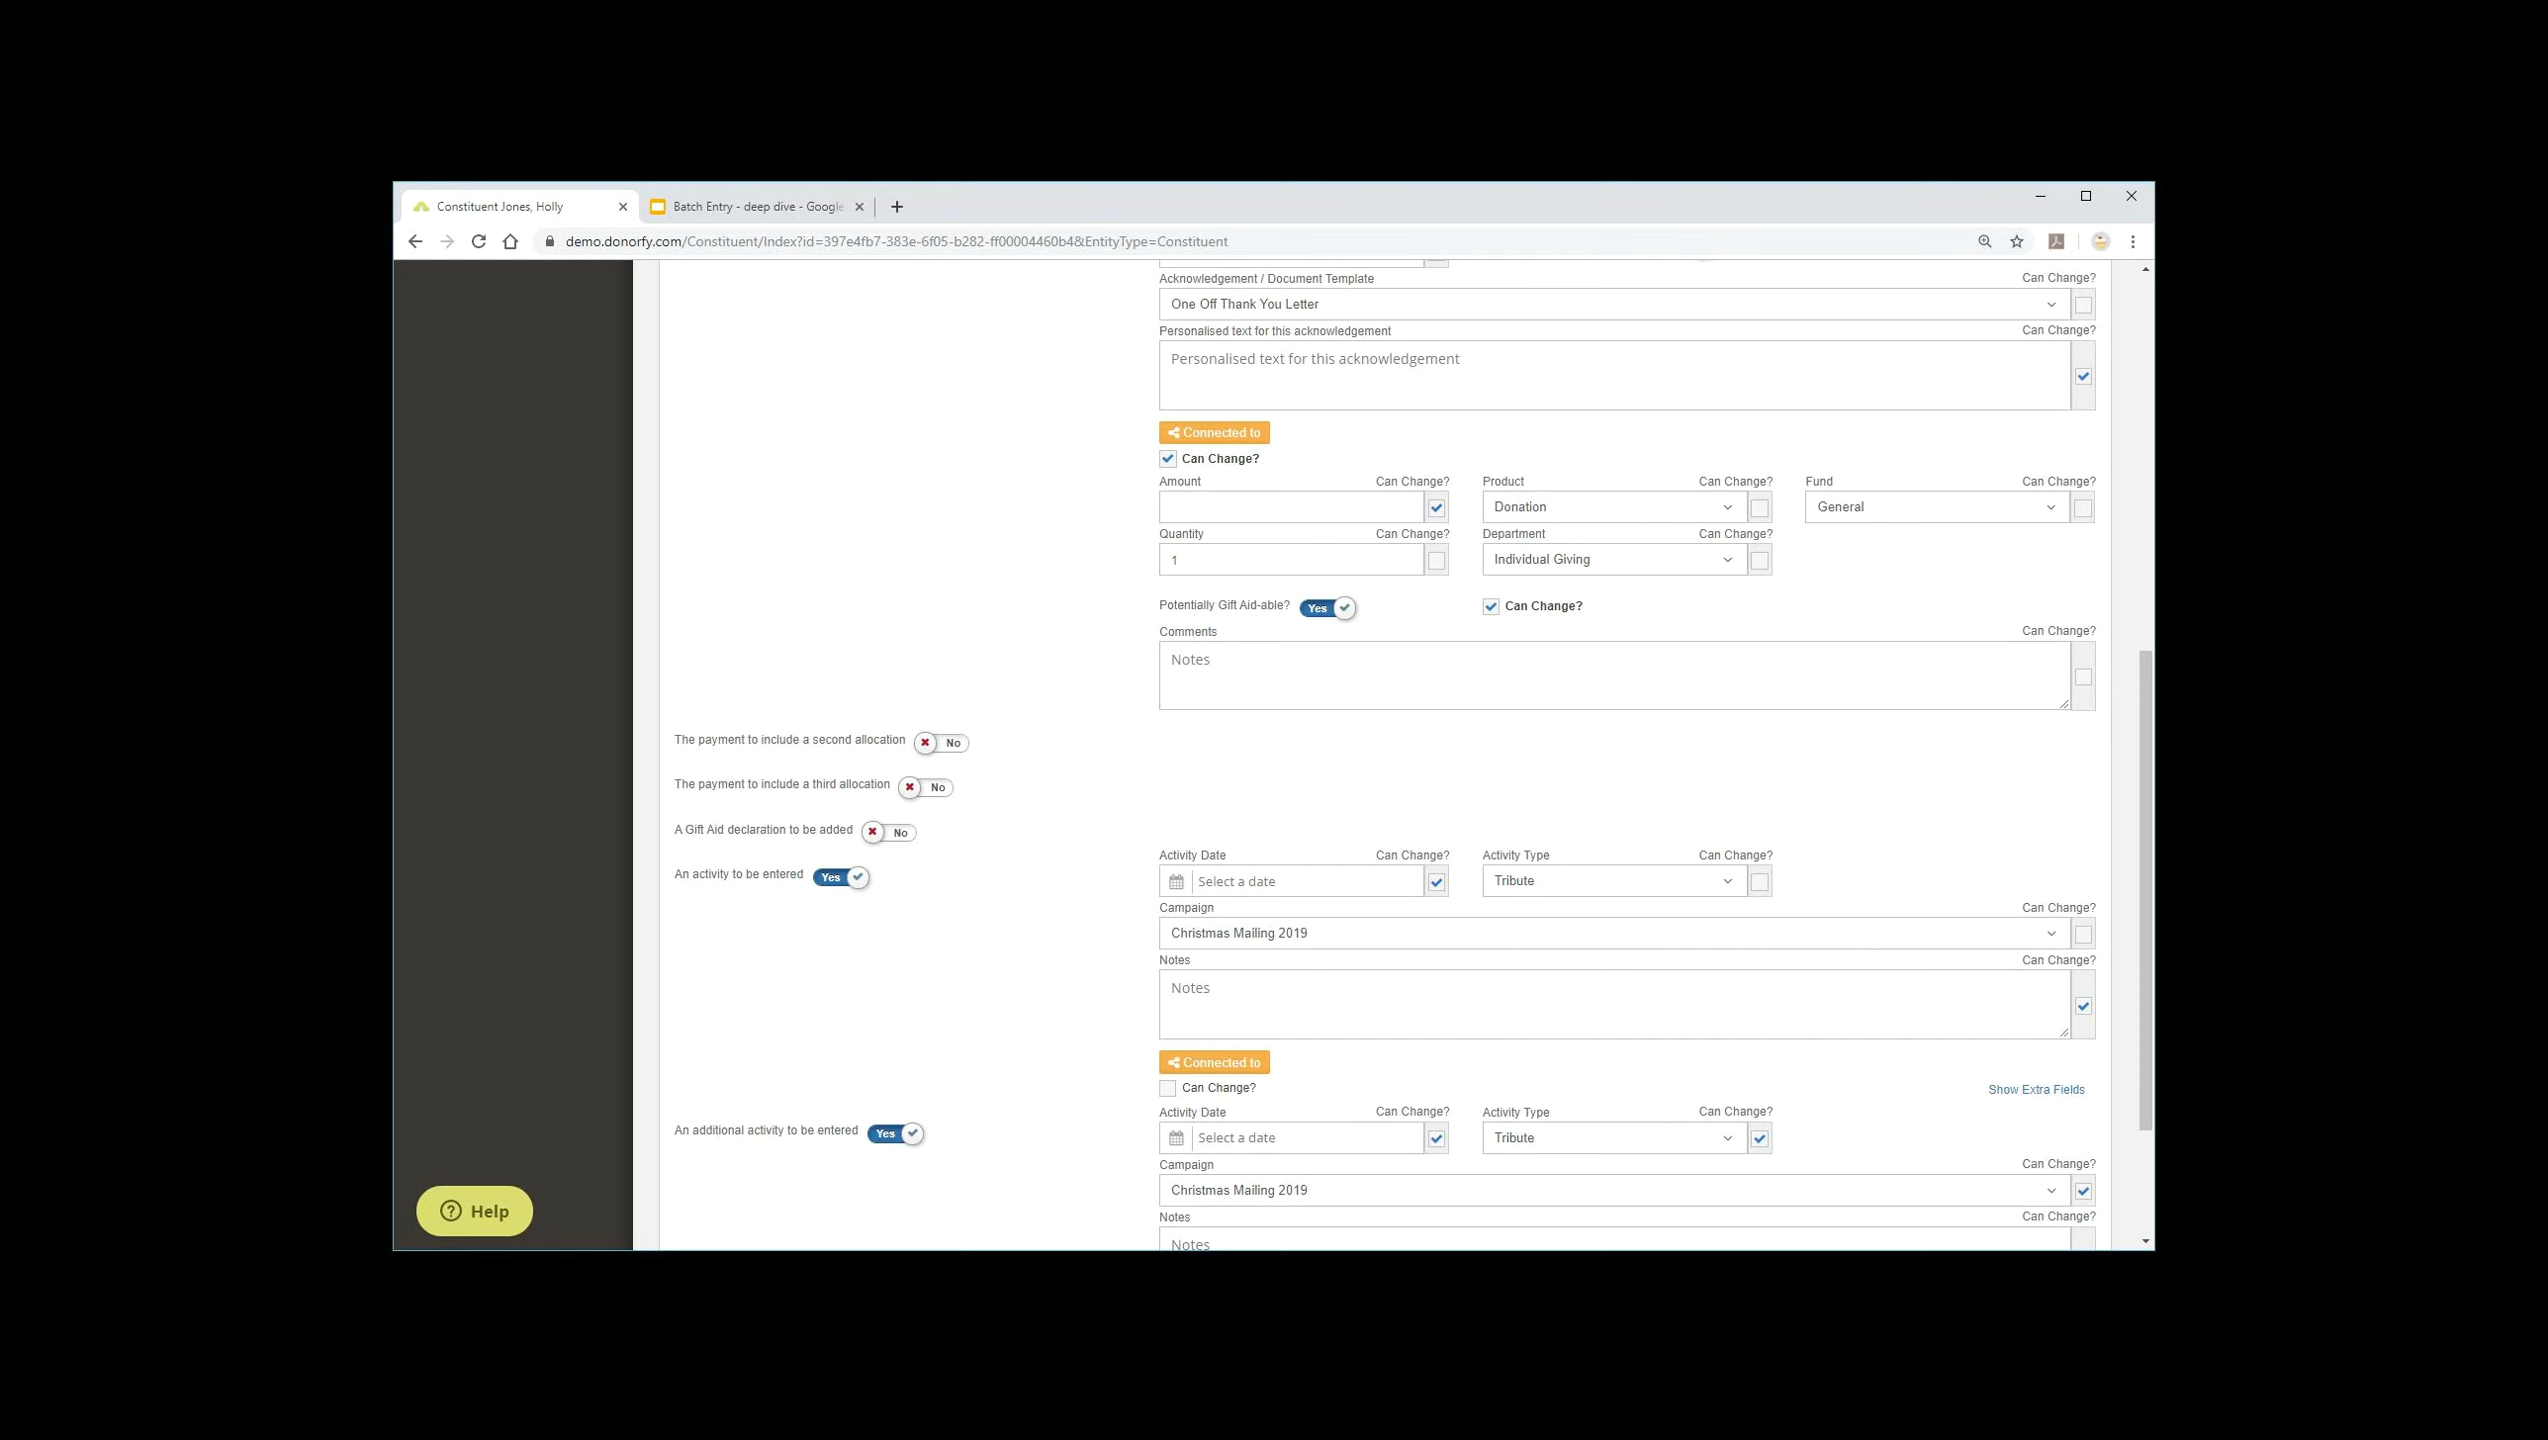 Constituent Jones, Holly
Batch Entry - deep dive - Google
demo.donorfy.com/Constituent/Index?id=397e4fb7-383e-6f05-b282-ff00004460b4&EntityType=Constituent
Acknowledgement / Document Template Can Change?
One Off Thank You Letter
Personalised text for this acknowledgement Can Change?
Personalised text for this acknowledgement
Connected to
Can Change?
Amount Can Change? Product Can Change? Fund Can Change?
Donation General
Quantity Can Change? Department Can Change?
1 Individual Giving
Potentially Gift Aid-able? Yes Can Change?
Comments Can Change?
Notes
The payment to include a second allocation No
The payment to include a third allocation No
A Gift Aid declaration to be added No
Activity Date Can Change? Activity Type Can Change?
An activity to be entered Yes Select a date Tribute
Campaign Can Change?
Christmas Mailing 2019
Notes Can Change?
Notes
Connected to
Can Change? Show Extra Fields
Activity Date Can Change? Activity Type Can Change?
An additional activity to be entered Yes Select a date Tribute
Campaign Can Change?
Christmas Mailing 2019
Notes Can Change?
Notes
Help